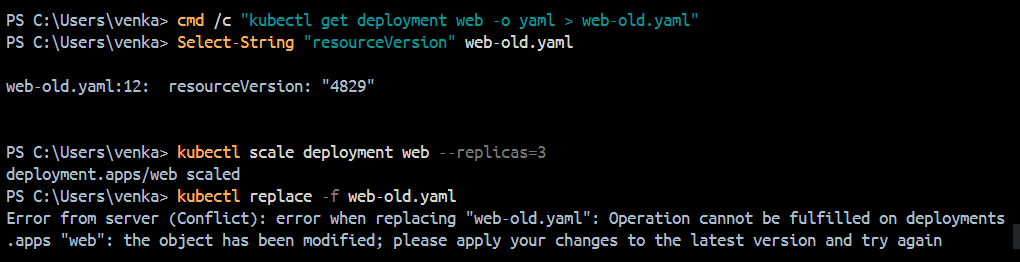 PS C:\Users\venka> cmd /c "kubectl get deployment web -o yaml > web-old.yaml"
PS C:\Users\venka> Select-String "resourceVersion" web-old.yaml
web-old.yaml:12:  resourceVersion: "4829"
PS C:\Users\venka> kubectl scale deployment web --replicas=3
deployment.apps/web scaled
PS C:\Users\venka> kubectl replace -f web-old.yaml
Error from server (Conflict): error when replacing "web-old.yaml": Operation cannot be fulfilled on deployments
.apps "web": the object has been modified; please apply your changes to the latest version and try again